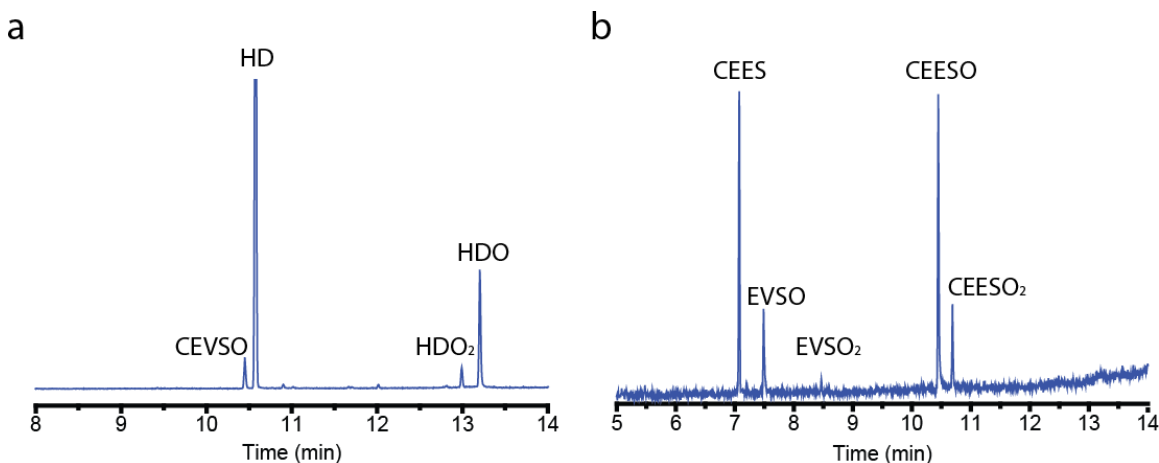 a
HD
HDO
CEVSO
HDO₂
8 9 10 11 12 13 14
Time (min)
b
CEES
CEESO
EVSO
CEESO₂
EVSO₂
5 6 7 8 9 10 11 12 13 14
Time (min)